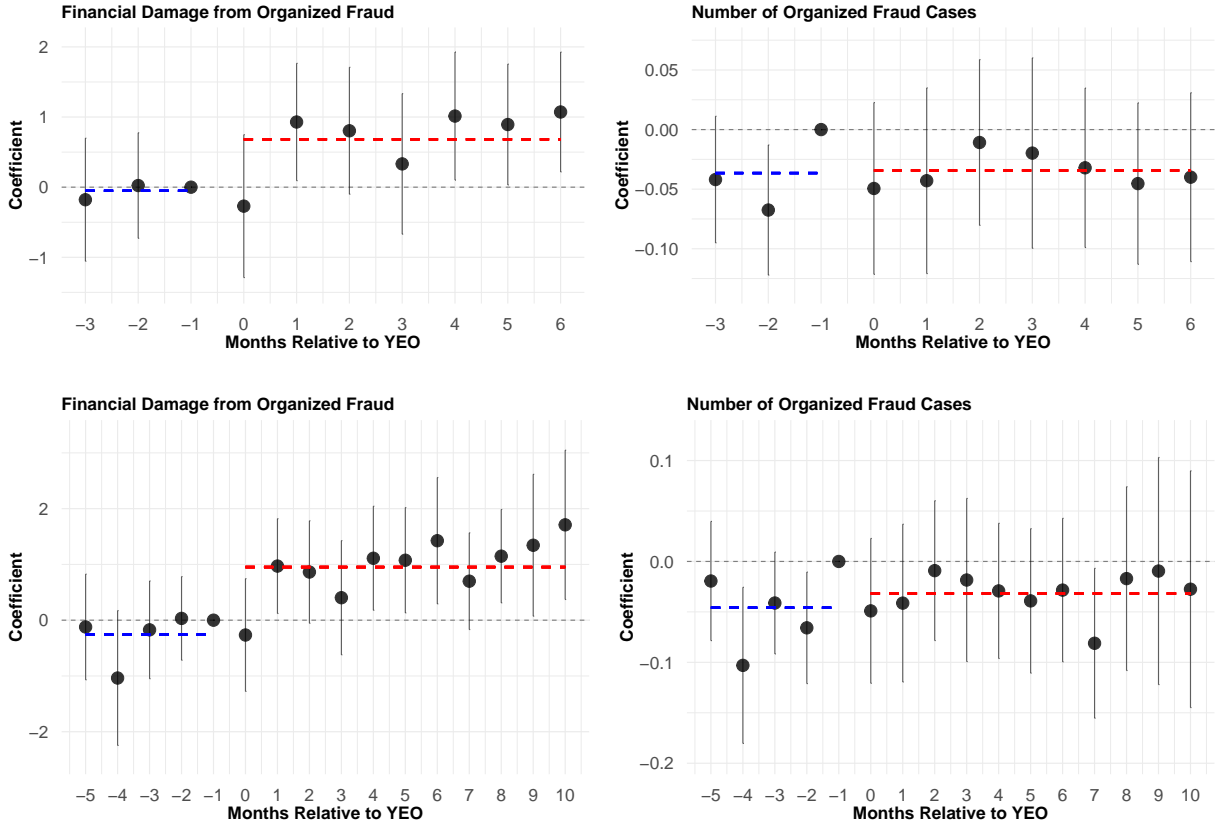 Financial Damage from Organized Fraud
2
1
0
−1
Coefficient
−3 −2 −1 0 1 2 3 4 5 6
Months Relative to YEO
Number of Organized Fraud Cases
0.05
0.00
−0.05
−0.10
Coefficient
−3 −2 −1 0 1 2 3 4 5 6
Months Relative to YEO
Financial Damage from Organized Fraud
2
0
−2
Coefficient
−5 −4 −3 −2 −1 0 1 2 3 4 5 6 7 8 9 10
Months Relative to YEO
Number of Organized Fraud Cases
0.1
0.0
−0.1
−0.2
Coefficient
−5 −4 −3 −2 −1 0 1 2 3 4 5 6 7 8 9 10
Months Relative to YEO